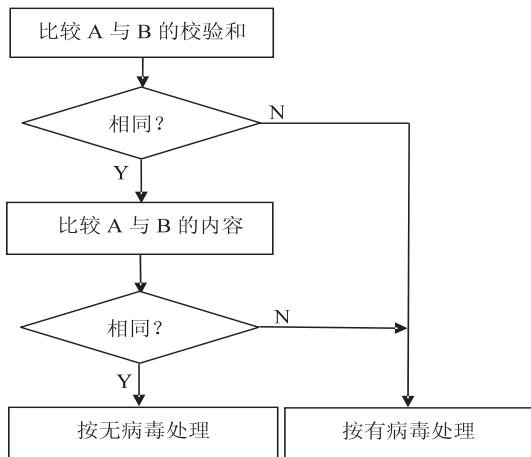 比较 A 与 B 的校验和
相同?
N
Y
比较 A 与 B 的内容
相同?
N
Y
按无病毒处理
按有病毒处理